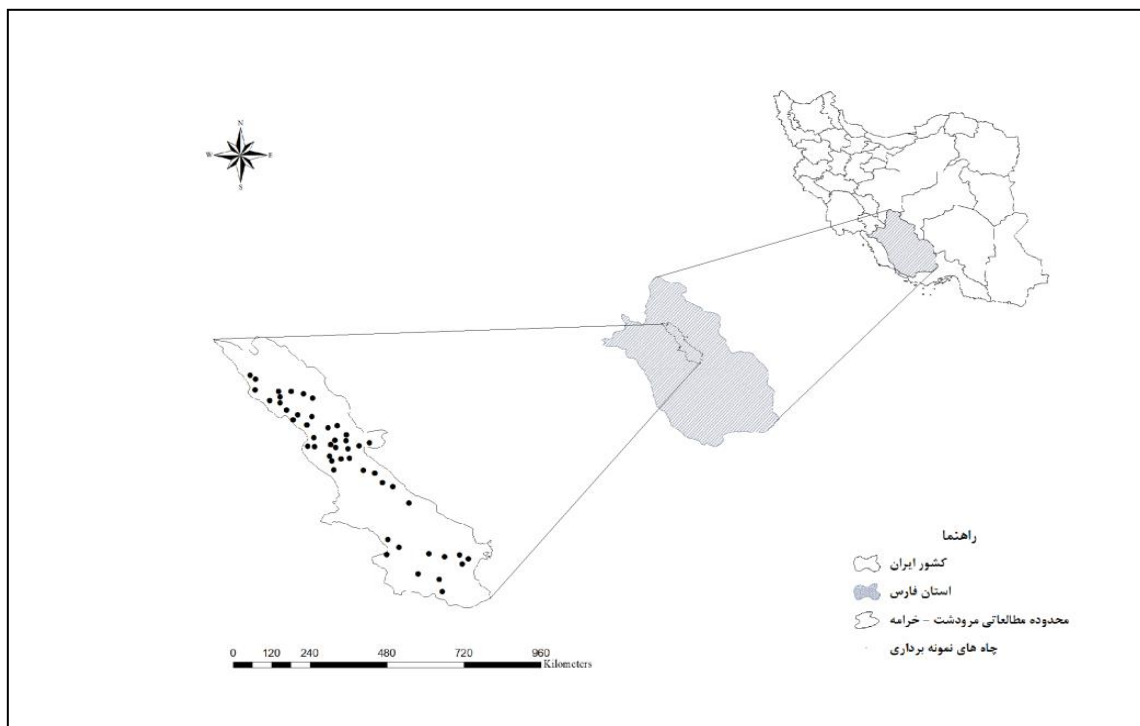 N
W E
S
راهنما
کشور ایران
استان فارس
محدوده مطالعاتی مرودشت - خرامه
چاه های نمونه برداری
0 120 240 480 720 960
Kilometers